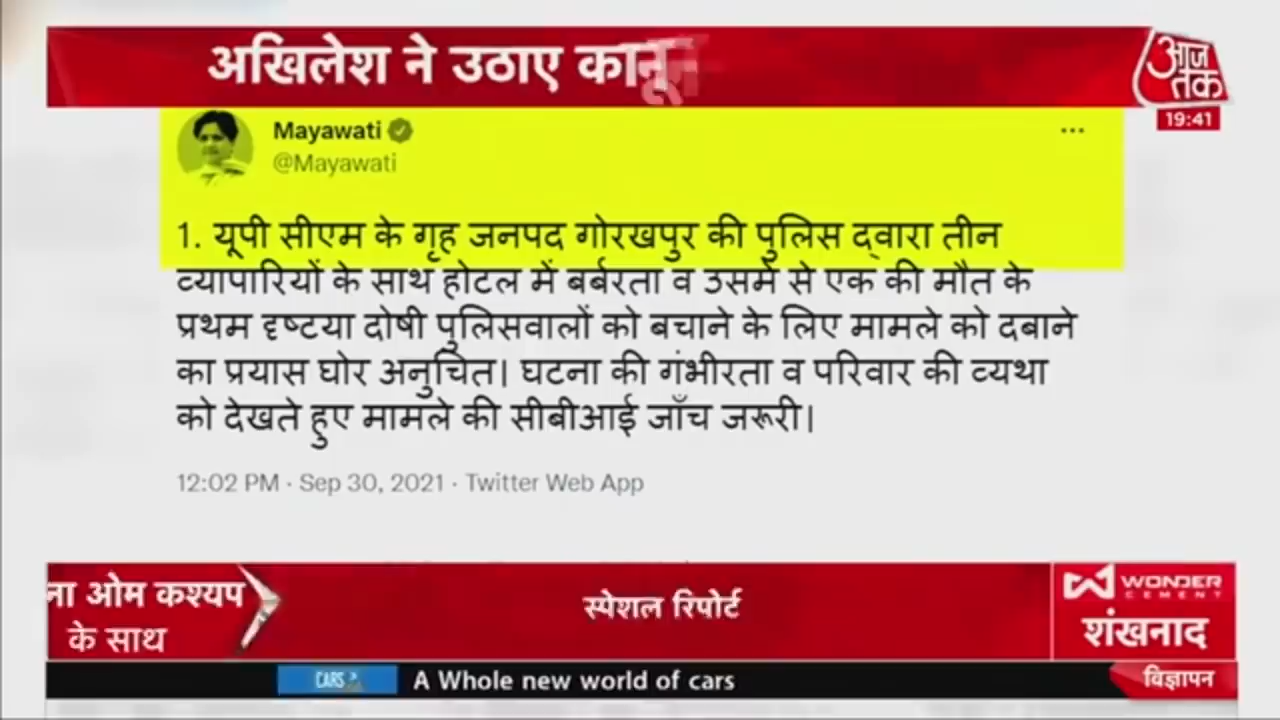 अखिलेश ने उठाए
आज
तक
19:41
Mayawati
@Mayawati
1. यूपी सीएम के गृह जनपद गोरखपुर की पुलिस द्वारा तीन
व्यापारियों के साथ होटल में बर्बरता व उसमें से एक की मौत के
प्रथम दृष्टया दोषी पुलिसवालों को बचाने के लिए मामले को दबाने
का प्रयास घोर अनुचित। घटना की गंभीरता व परिवार की व्यथा
को देखते हुए मामले की सीबीआई जाँच जरूरी।
12:02 PM · Sep 30, 2021 · Twitter Web App
ना ओम कश्यप
के साथ
स्पेशल रिपोर्ट
WONDER
CEMENT
शंखनाद
CARS
A Whole new world of cars
विज्ञापन